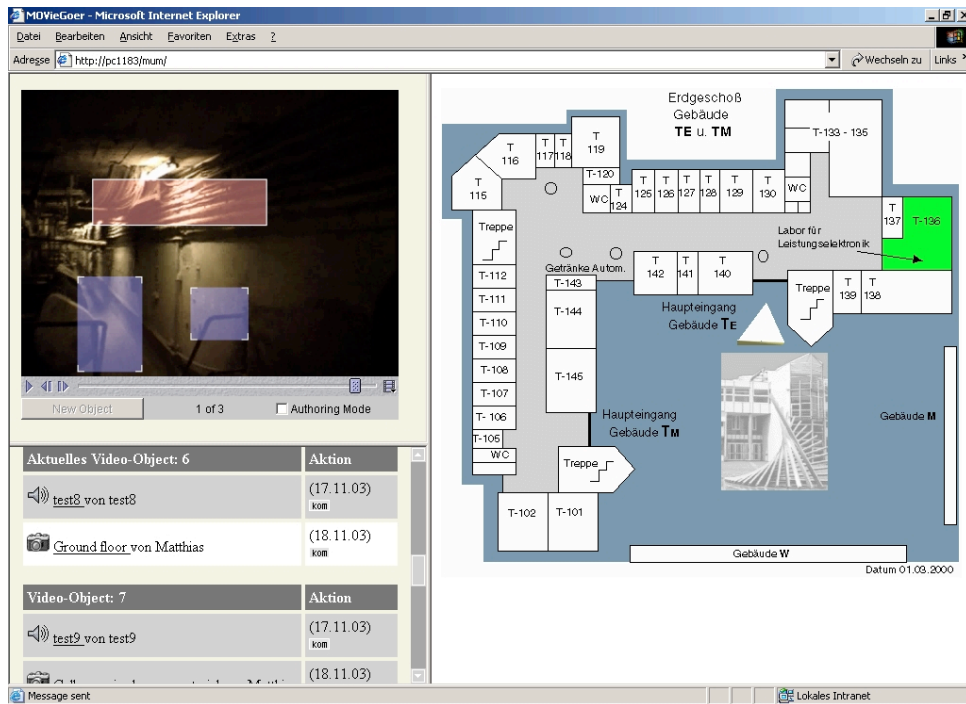 MOVieGoer - Microsoft Internet Explorer
Datei Bearbeiten Ansicht Favoriten Extras ?
Adresse http://pc1183/mum/ Wechseln zu Links
New Object 1 of 3 Authoring Mode
Aktuelles Video-Object: 6 Aktion
test8 von test8 (17.11.03)
kom
Ground floor von Matthias (18.11.03)
kom
Video-Object: 7 Aktion
test9 von test9 (17.11.03)
kom
(18.11.03)
Erdgeschoß
Gebäude
TE u. TM
T
115
T
116
T
117
T
118
T
119
T-120
WC
T
124
T
125
T
126
T
127
T
128
T
129
T
130
WC
T-133 - 135
T
137
T-136
Labor für
Leistungselektronik
Treppe
Getränke Autom.
T
142
T
141
T
140
Treppe
T
139
T
138
T-112
T-111
T-110
T-109
T-108
T-107
T- 106
T-105
WC
T-143
T-144
T-145
Haupteingang
Gebäude TE
Haupteingang
Gebäude TM
Gebäude M
Treppe
T-102
T-101
Gebäude W
Datum 01.03.2000
Message sent Lokales Intranet